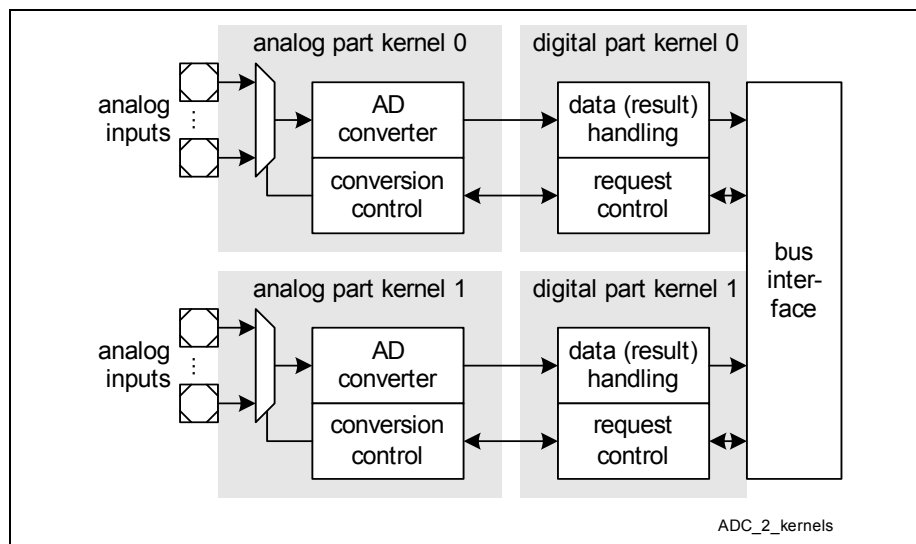 analog part kernel 0
digital part kernel 0
analog
inputs
AD
converter
data (result)
handling
conversion
control
request
control
bus
inter-
face
analog part kernel 1
digital part kernel 1
analog
inputs
AD
converter
data (result)
handling
conversion
control
request
control
ADC_2_kernels